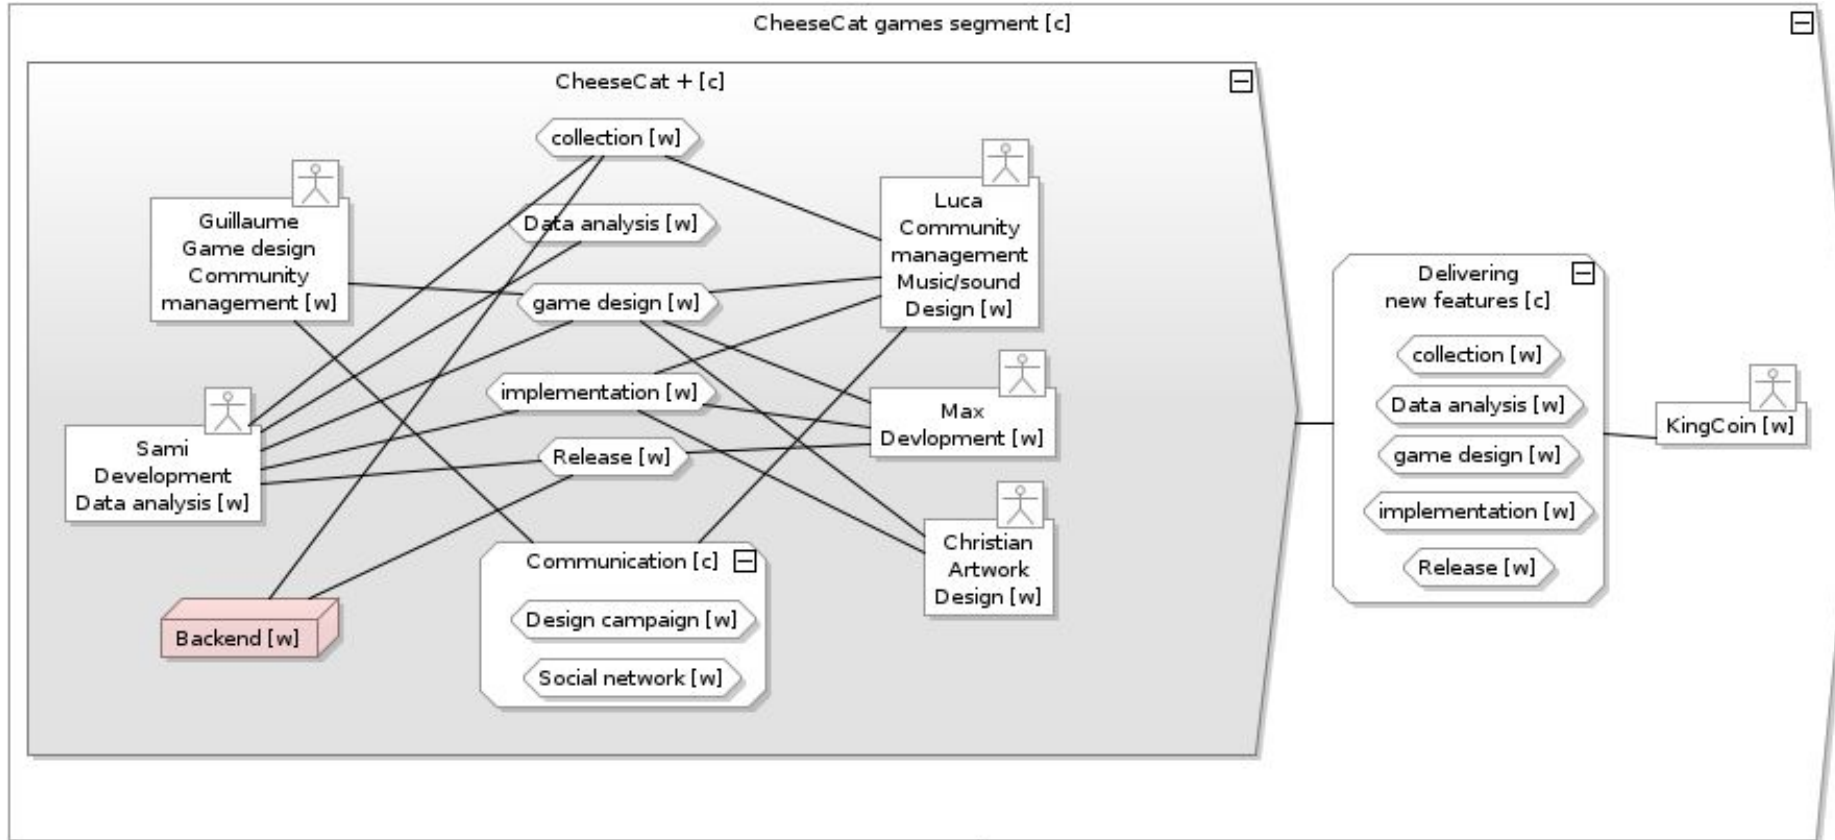 CheeseCat games segment [c]
CheeseCat + [c]
collection [w]
Guillaume
Game design
Community
management [w]
Data analysis [w]
game design [w]
implementation [w]
Release [w]
Luca
Community
management
Music/sound
Design [w]
Max
Devlopment [w]
Sami
Development
Data analysis [w]
Christian
Artwork
Design [w]
Backend [w]
Communication [c]
Design campaign [w]
Social network [w]
Delivering
new features [c]
collection [w]
Data analysis [w]
game design [w]
implementation [w]
Release [w]
KingCoin [w]